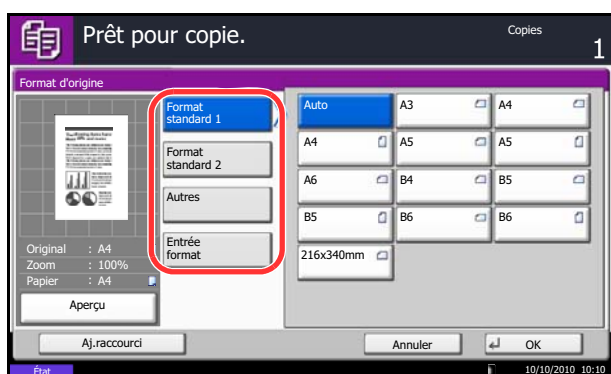 Prêt pour copie.
Copies
1
Format d'origine
Format
standard 1
Format
standard 2
Autres
Entrée
format
Auto
A3
A4
A4
A5
A5
A6
B4
B5
B5
B6
B6
216x340mm
Original : A4
Zoom : 100%
Papier : A4
Aperçu
Aj.raccourci
Annuler
OK
État
10/10/2010 10:10